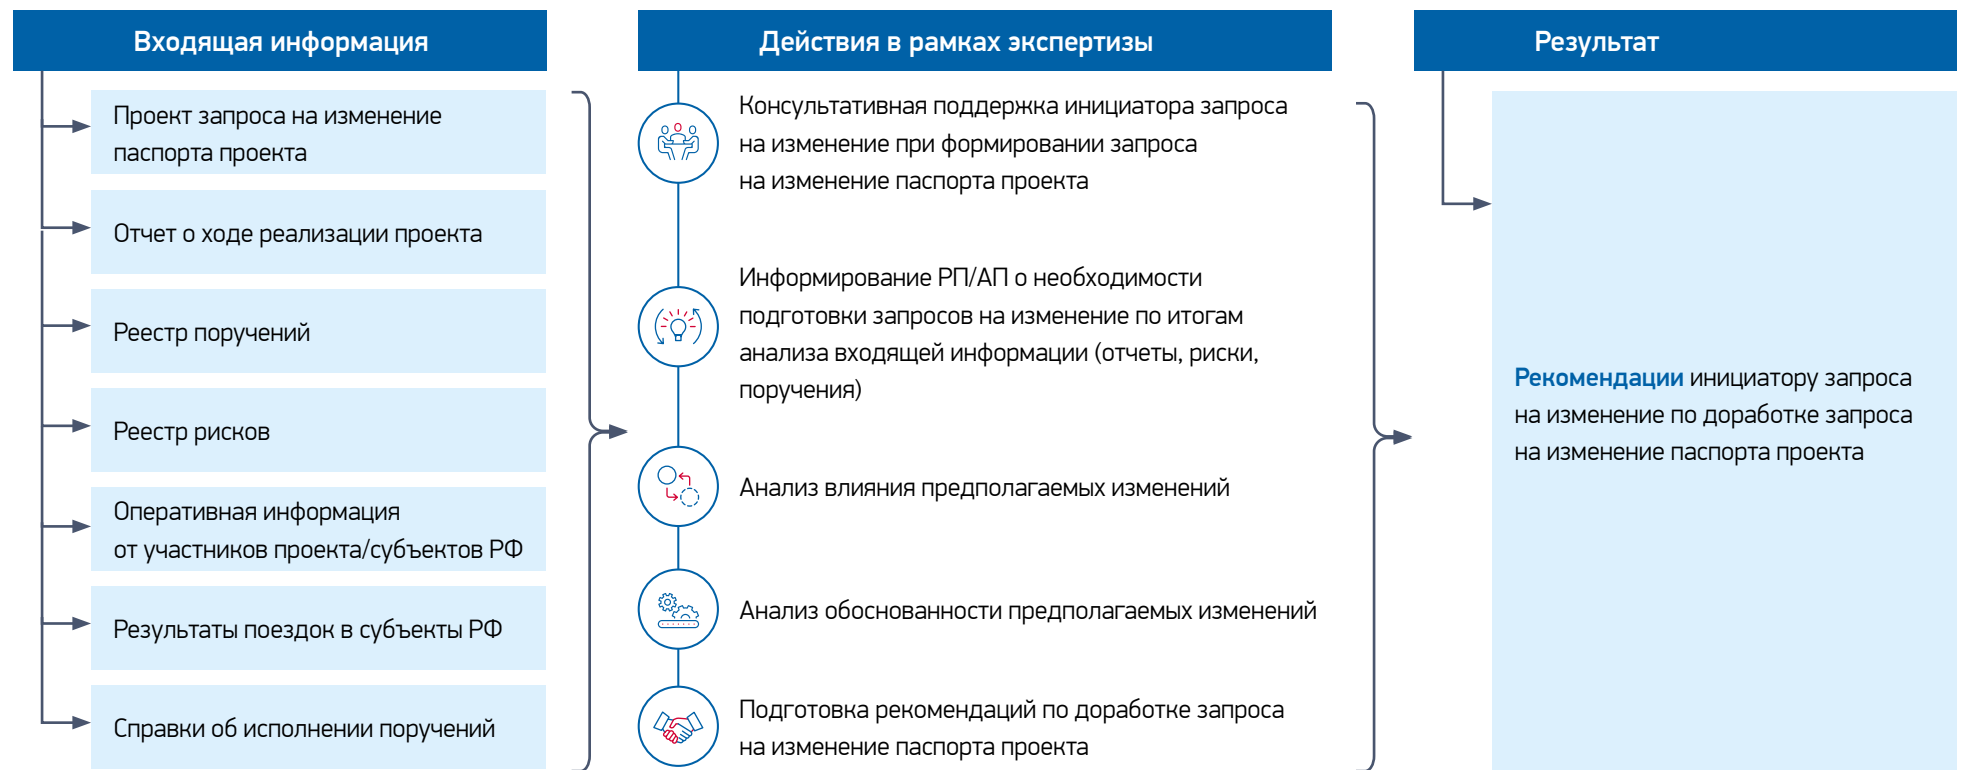 Входящая информация
Проект запроса на изменение
паспорта проекта
Отчет о ходе реализации проекта
Реестр поручений
Реестр рисков
Оперативная информация
от участников проекта/субъектов РФ
Результаты поездок в субъекты РФ
Справки об исполнении поручений
Действия в рамках экспертизы
Консультативная поддержка инициатора запроса
на изменение при формировании запроса
на изменение паспорта проекта
Информирование РП/АП о необходимости
подготовки запросов на изменение по итогам
анализа входящей информации (отчеты, риски,
поручения)
Анализ влияния предполагаемых изменений
Анализ обоснованности предполагаемых изменений
Подготовка рекомендаций по доработке запроса
на изменение паспорта проекта
Результат
Рекомендации инициатору запроса
на изменение по доработке запроса
на изменение паспорта проекта